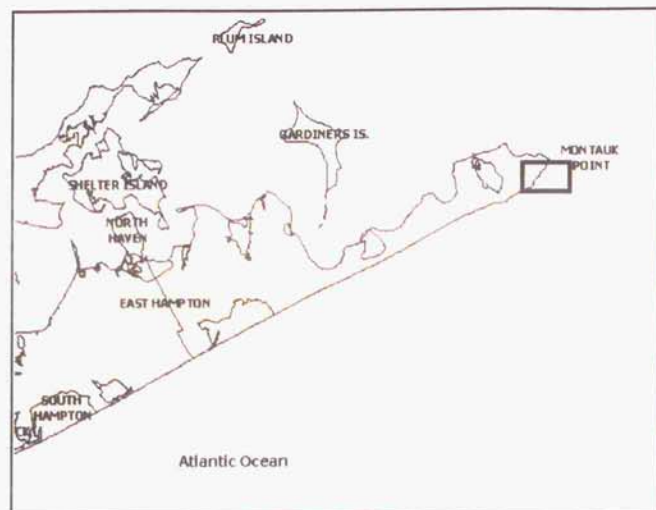 PLUM ISLAND
GARDINERS IS.
MONTAUK
POINT
SHELTER ISLAND
NORTH
HAVEN
EAST HAMPTON
SOUTH
HAMPTON
Atlantic Ocean